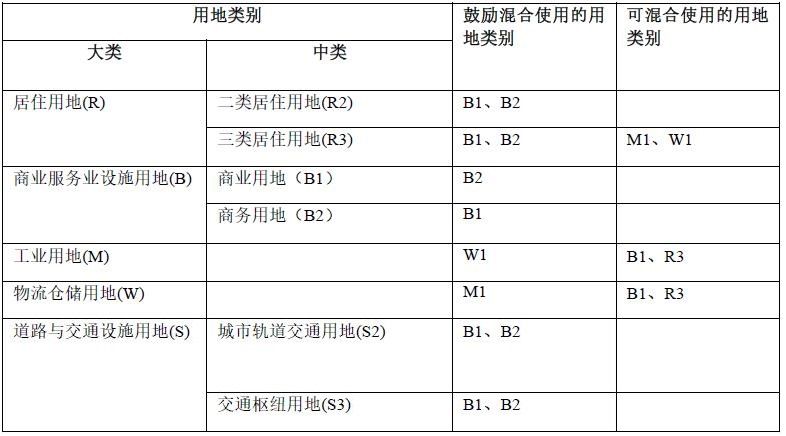 用地类别
鼓励混合使用的用
地类别
可混合使用的用地
类别
大类
中类
居住用地(R)
二类居住用地(R2)
B1、B2
三类居住用地(R3)
B1、B2
M1、W1
商业服务业设施用地(B)
商业用地（B1）
B2
商务用地（B2）
B1
工业用地(M)
W1
B1、R3
物流仓储用地(W)
M1
B1、R3
道路与交通设施用地(S)
城市轨道交通用地(S2)
B1、B2
交通枢纽用地(S3)
B1、B2